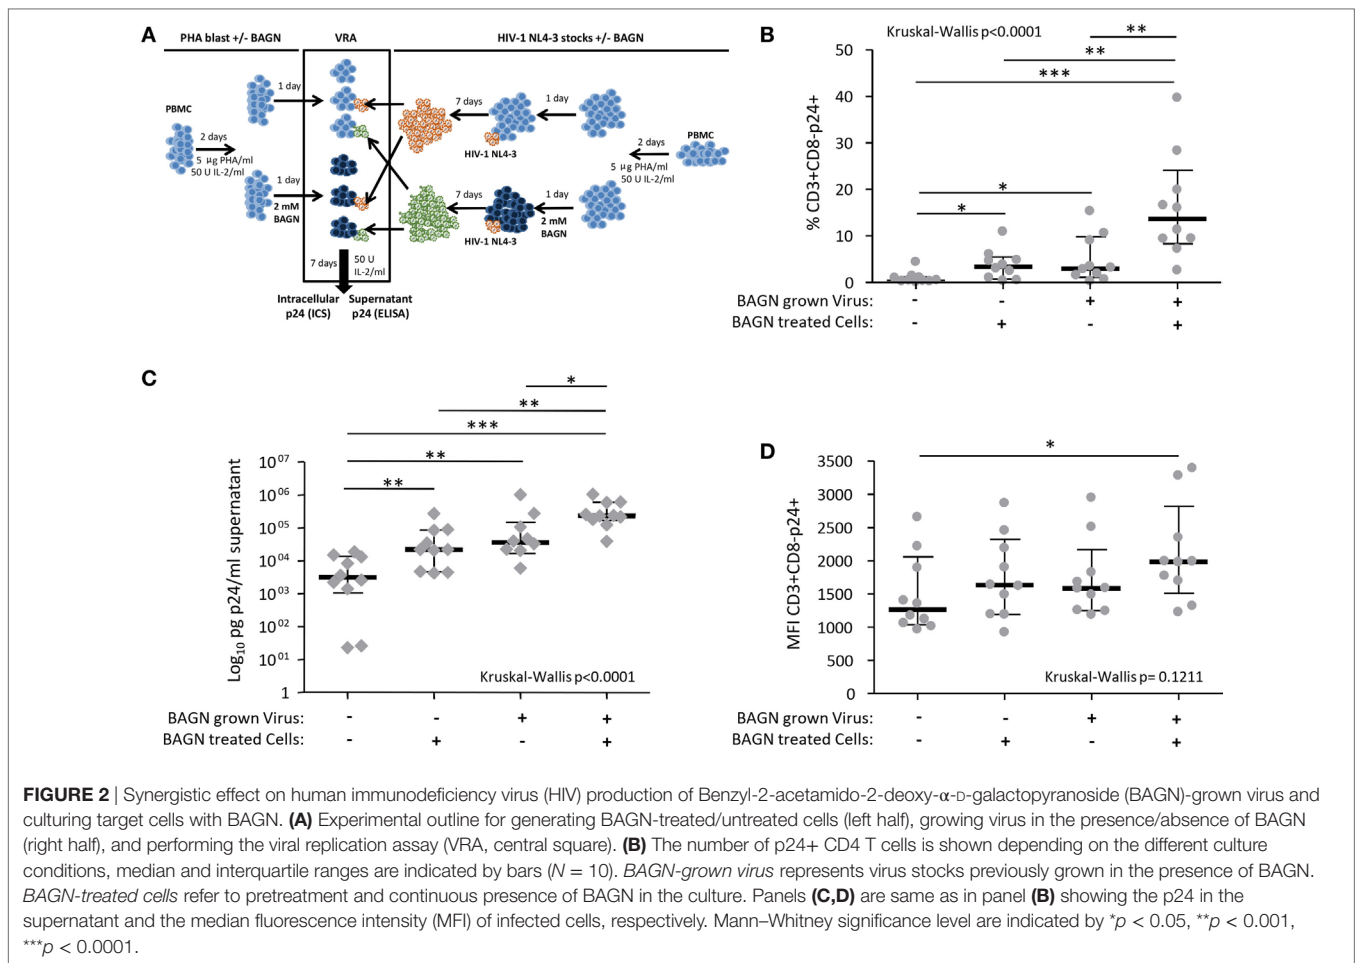 A
PHA blast +/- BAGN
VRA
HIV-1 NL4-3 stocks +/- BAGN
PBMC
1 day
2 days
5 µg PHA/ml
50 U IL-2/ml
1 day
2 mM
BAGN
7 days
1 day
HIV-1 NL4-3
2 days
PBMC
5 µg PHA/ml
50 U IL-2/ml
7 days
1 day
2 mM
BAGN
HIV-1 NL4-3
7 days
50 U
IL-2/ml
Intracellular
p24 (ICS)
Supernatant
p24 (ELISA)
B
Kruskal-Wallis p<0.0001
**
**
***
*
*
% CD3+CD8-p24+
50
40
30
20
10
0
BAGN grown Virus: - - + +
BAGN treated Cells: - + - +
C
*
**
***
**
**
Log10 pg p24/ml supernatant
10^07
10^06
10^05
10^04
10^03
10^02
10^01
1
Kruskal-Wallis p<0.0001
BAGN grown Virus: - - + +
BAGN treated Cells: - + - +
D
*
MFI CD3+CD8-p24+
3500
3000
2500
2000
1500
1000
500
0
Kruskal-Wallis p= 0.1211
BAGN grown Virus: - - + +
BAGN treated Cells: - + - +
FIGURE 2 | Synergistic effect on human immunodeficiency virus (HIV) production of Benzyl-2-acetamido-2-deoxy-α-D-galactopyranoside (BAGN)-grown virus and
culturing target cells with BAGN. (A) Experimental outline for generating BAGN-treated/untreated cells (left half), growing virus in the presence/absence of BAGN
(right half), and performing the viral replication assay (VRA, central square). (B) The number of p24+ CD4 T cells is shown depending on the different culture
conditions, median and interquartile ranges are indicated by bars (N = 10). BAGN-grown virus represents virus stocks previously grown in the presence of BAGN.
BAGN-treated cells refer to pretreatment and continuous presence of BAGN in the culture. Panels (C,D) are same as in panel (B) showing the p24 in the
supernatant and the median fluorescence intensity (MFI) of infected cells, respectively. Mann–Whitney significance level are indicated by *p < 0.05, **p < 0.001,
***p < 0.0001.